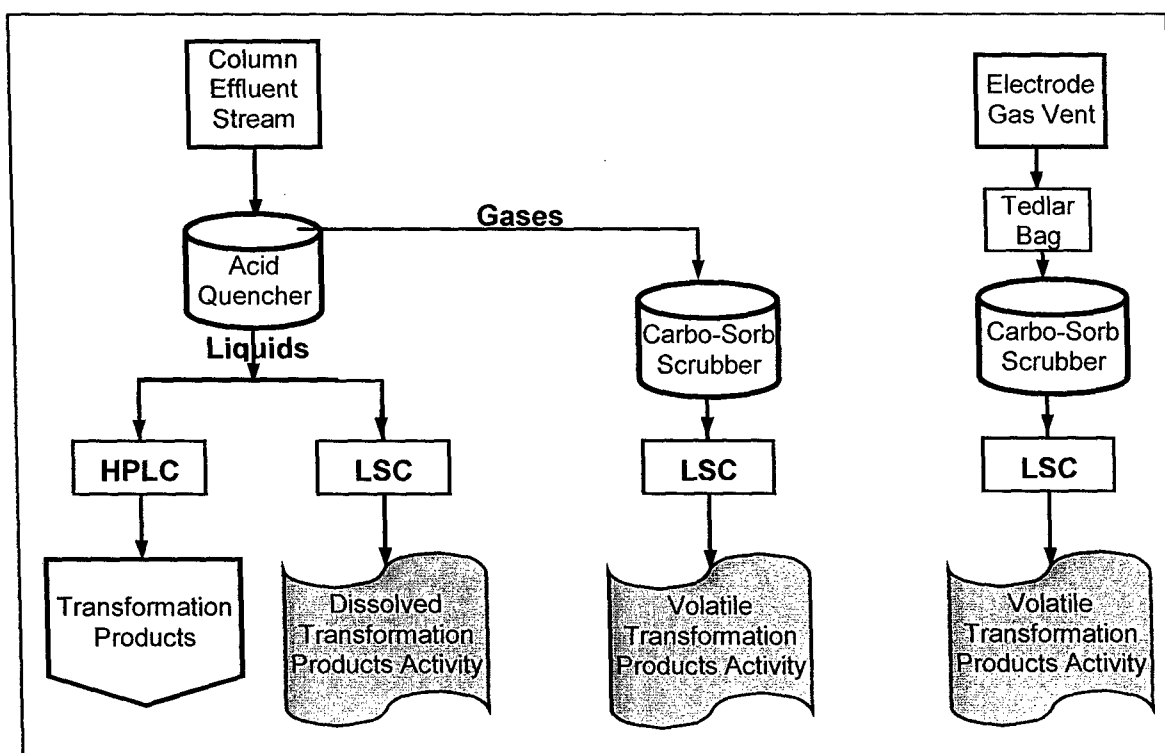 Column
Effluent
Stream
Electrode
Gas Vent
Gases
Tedlar
Bag
Acid
Quencher
Liquids
Carbo-Sorb
Scrubber
Carbo-Sorb
Scrubber
HPLC
LSC
LSC
LSC
Transformation
Products
Dissolved
Transformation
Products Activity
Volatile
Transformation
Products Activity
Volatile
Transformation
Products Activity